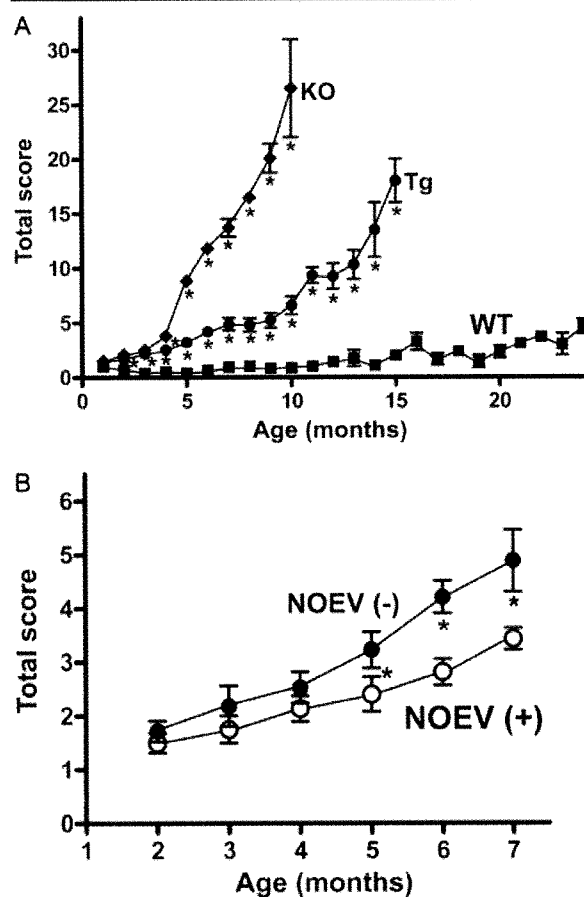 A
Total score
30
25
20
15
10
5
0
KO
Tg
WT
*
0 5 10 15 20
Age (months)
B
Total score
6
5
4
3
2
1
0
NOEV (-)
NOEV (+)
*
*
*
1 2 3 4 5 6 7
Age (months)